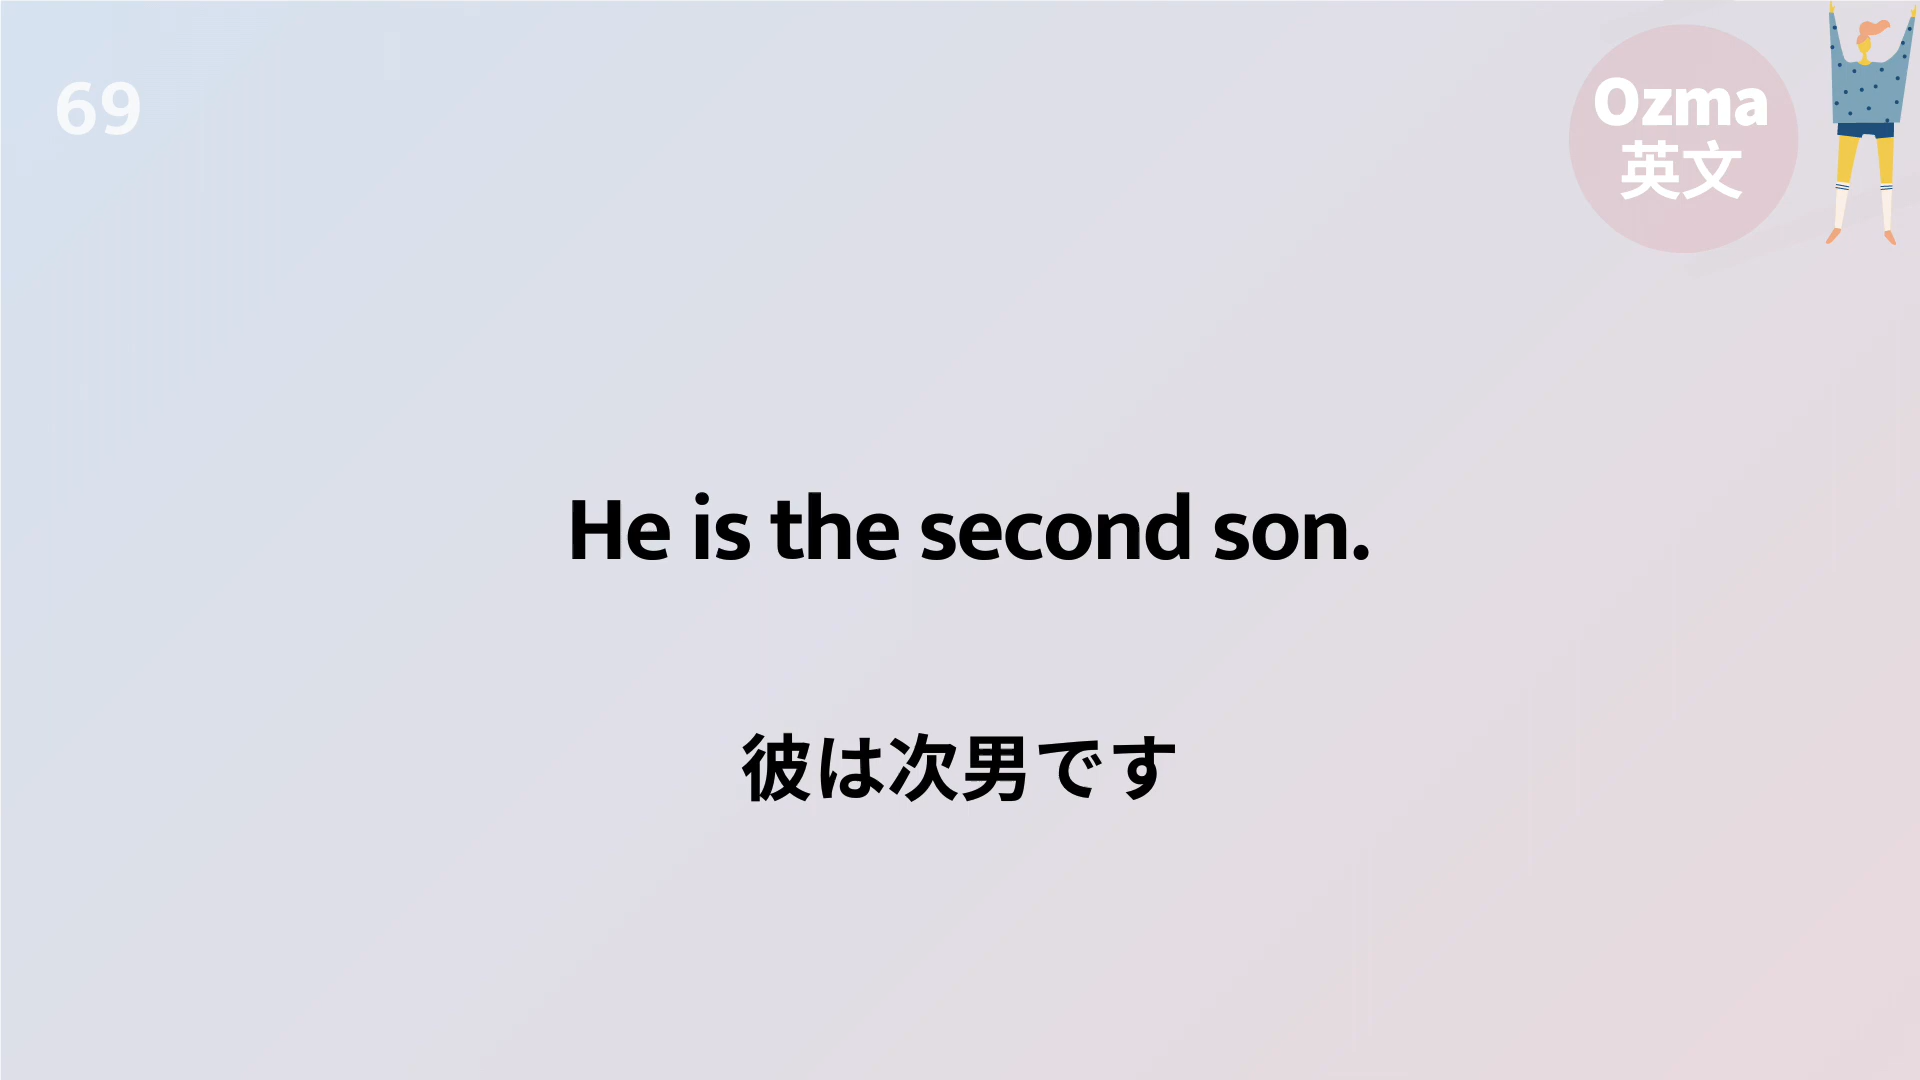 69
Ozma
英文
He is the second son.
彼は次男です